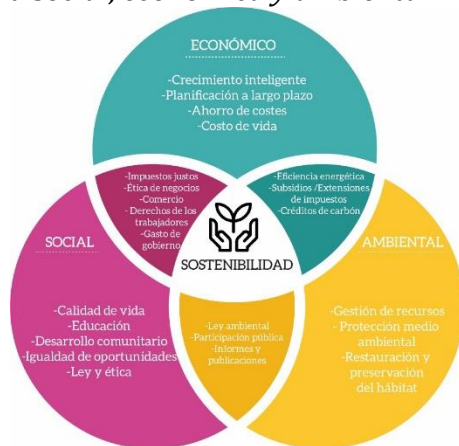 ECONÓMICO
-Crecimiento inteligente
-Planificación a largo plazo
-Ahorro de costes
-Costo de vida
-Impuestos justos
-Ética de negocios
-Comercio
- Derechos de los
trabajadores
-Gasto de
gobierno
-Eficiencia energética
-Subsidios /Extensiones
de impuestos
-Créditos de carbón
SOCIAL
SOSTENIBILIDAD
AMBIENTAL
-Calidad de vida
-Educación
-Desarrollo comunitario
-Igualdad de oportunidades
-Ley y ética
-Ley ambiental
-Participación pública
-Informes y
publicaciones
-Gestión de recursos
- Protección medio
ambiental
-Restauración y
preservación
del hábitat